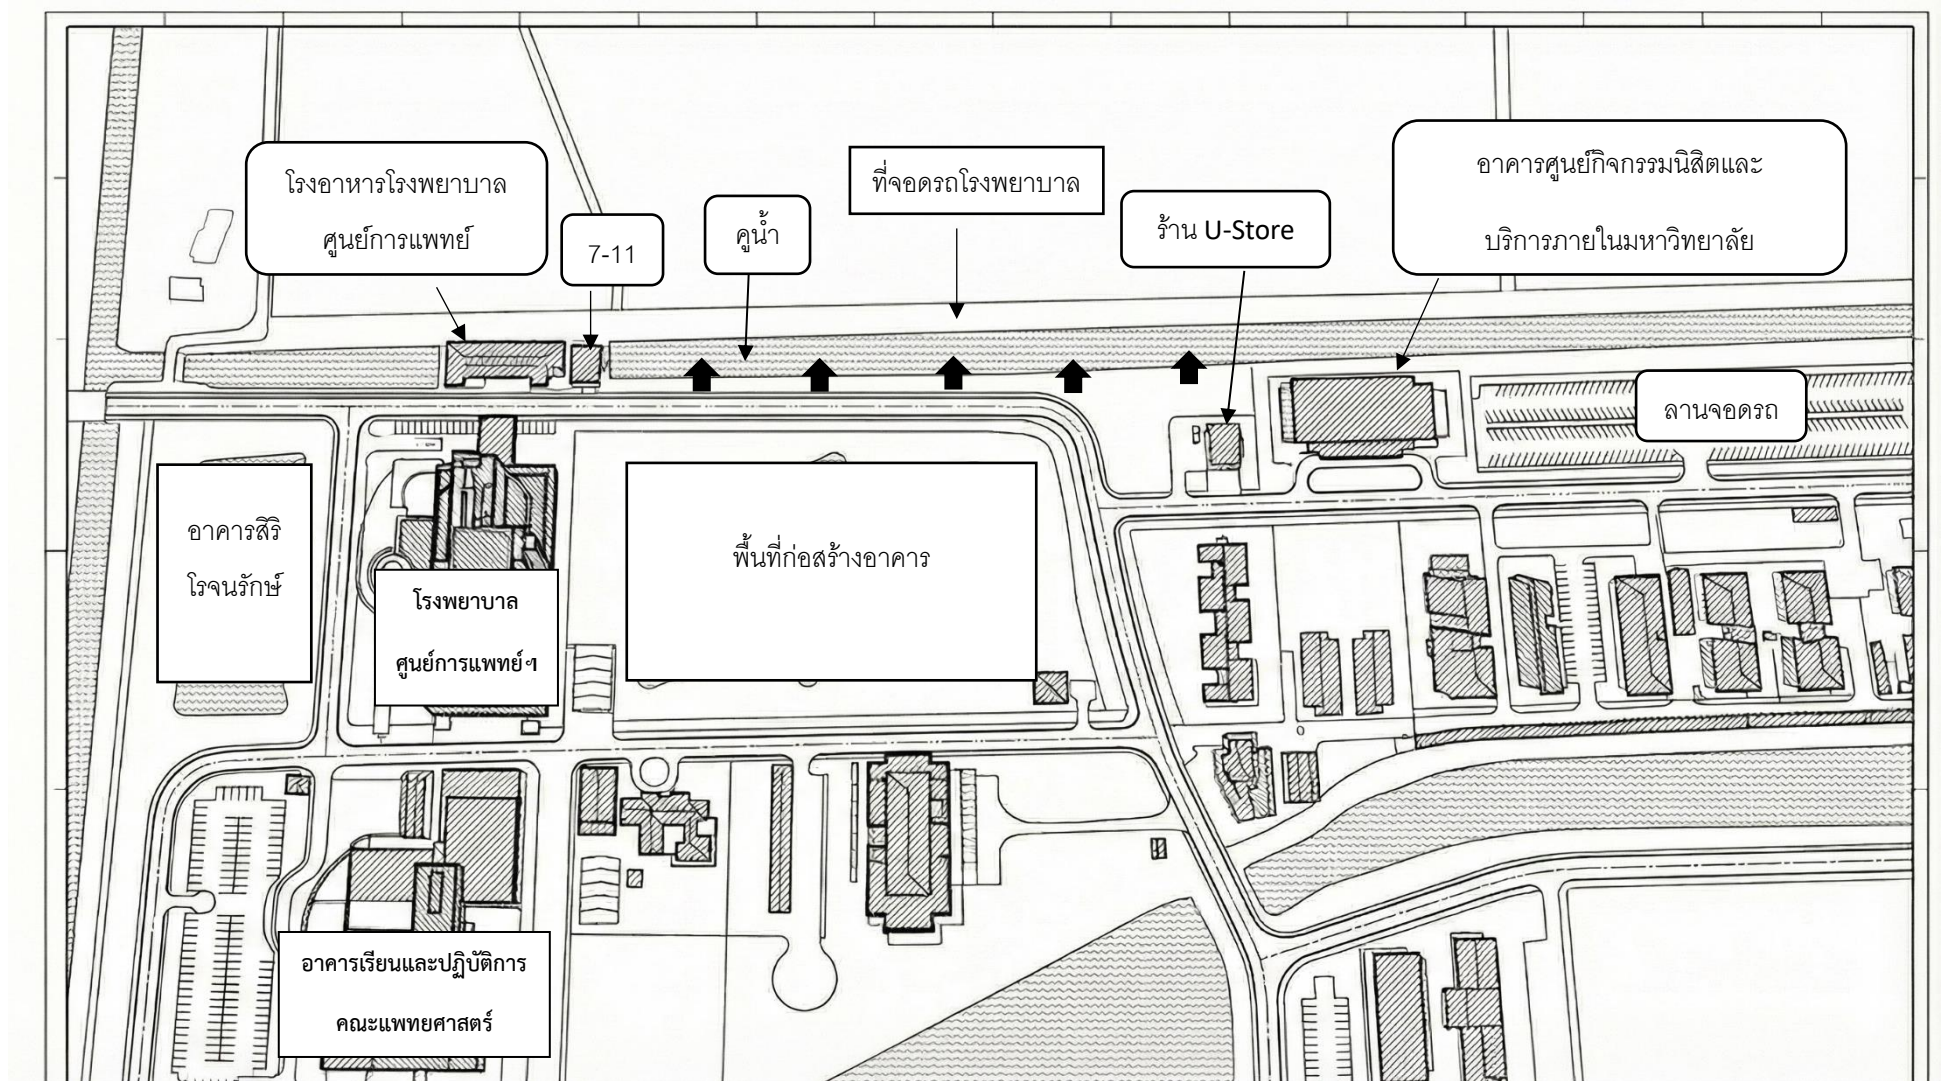 โรงอาหารโรงพยาบาล
ศูนย์การแพทย์
7-11
คูน้ำ
ที่จอดรถโรงพยาบาล
ร้าน U-Store
อาคารศูนย์กิจกรรมนิสิตและ
บริการภายในมหาวิทยาลัย
ลานจอดรถ
อาคารสิริ
โรจนรักษ์
โรงพยาบาล
ศูนย์การแพทย์ฯ
พื้นที่ก่อสร้างอาคาร
อาคารเรียนและปฏิบัติการ
คณะแพทยศาสตร์